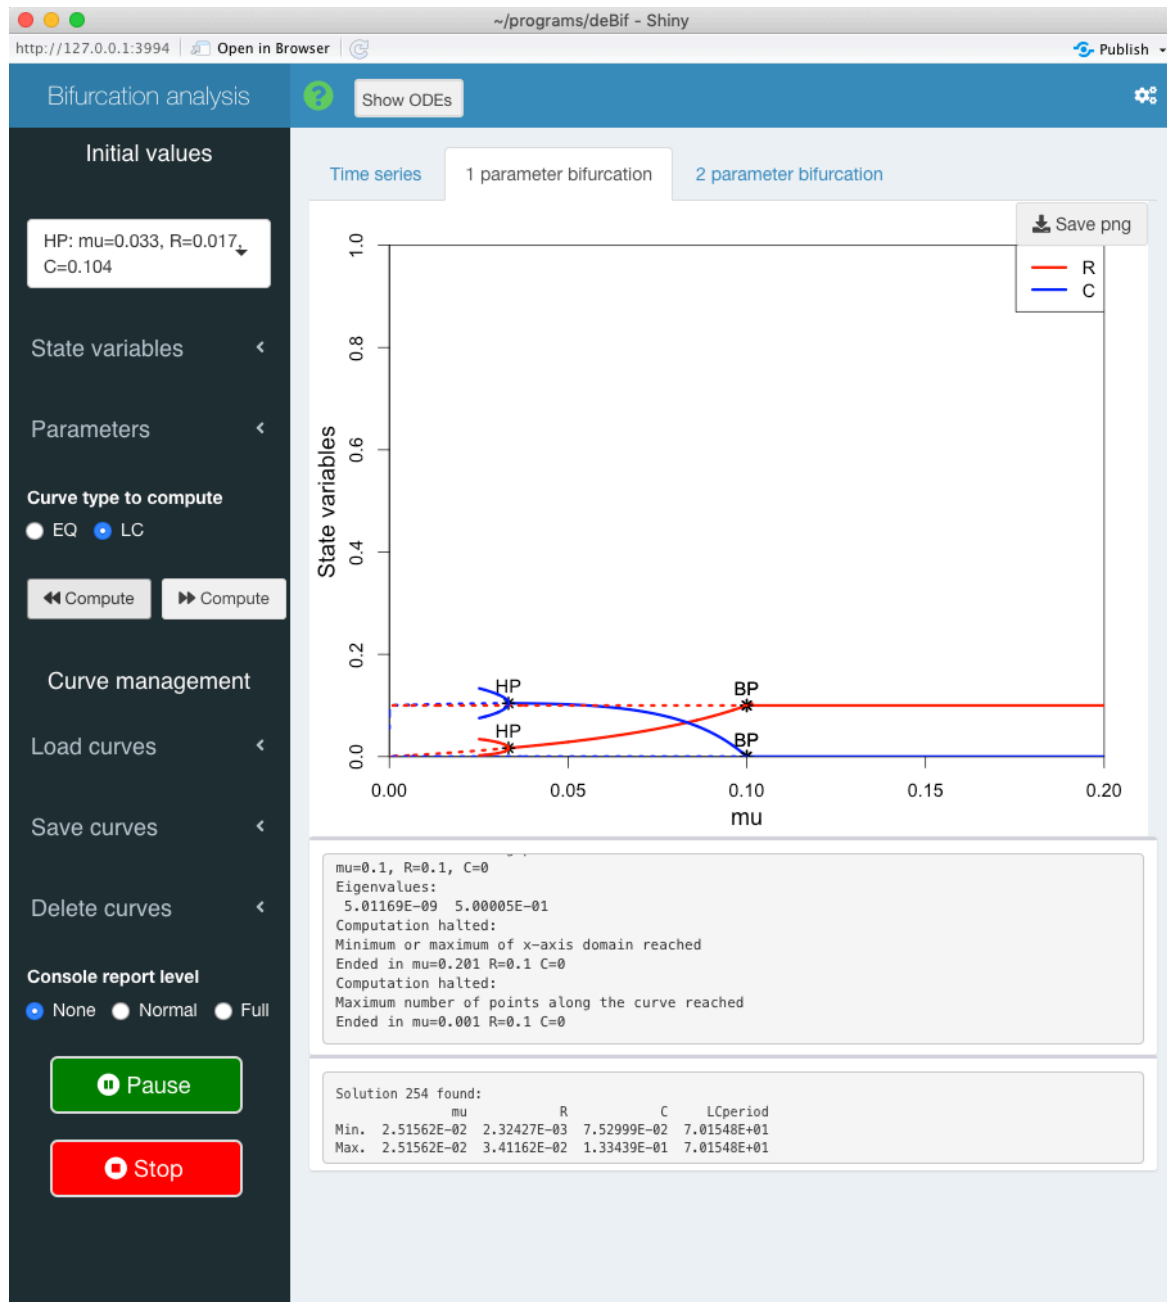 ~/programs/deBif - Shiny
http://127.0.0.1:3994 Open in Browser Publish
Bifurcation analysis
? Show ODEs
Initial values
HP: mu=0.033, R=0.017,
C=0.104
State variables
Parameters
Curve type to compute
EQ LC
Compute Compute
Curve management
Load curves
Save curves
Delete curves
Console report level
None Normal Full
Pause
Stop
Time series 1 parameter bifurcation 2 parameter bifurcation
Save png
R
C
1.0
0.8
0.6
0.4
0.2
0.0
State variables
HP
HP
BP
BP
0.00 0.05 0.10 0.15 0.20
mu
mu=0.1, R=0.1, C=0
Eigenvalues:
5.01169E-09 5.00005E-01
Computation halted:
Minimum or maximum of x-axis domain reached
Ended in mu=0.201 R=0.1 C=0
Computation halted:
Maximum number of points along the curve reached
Ended in mu=0.001 R=0.1 C=0
Solution 254 found:
mu R C LCperiod
Min. 2.51562E-02 2.32427E-03 7.52999E-02 7.01548E+01
Max. 2.51562E-02 3.41162E-02 1.33439E-01 7.01548E+01